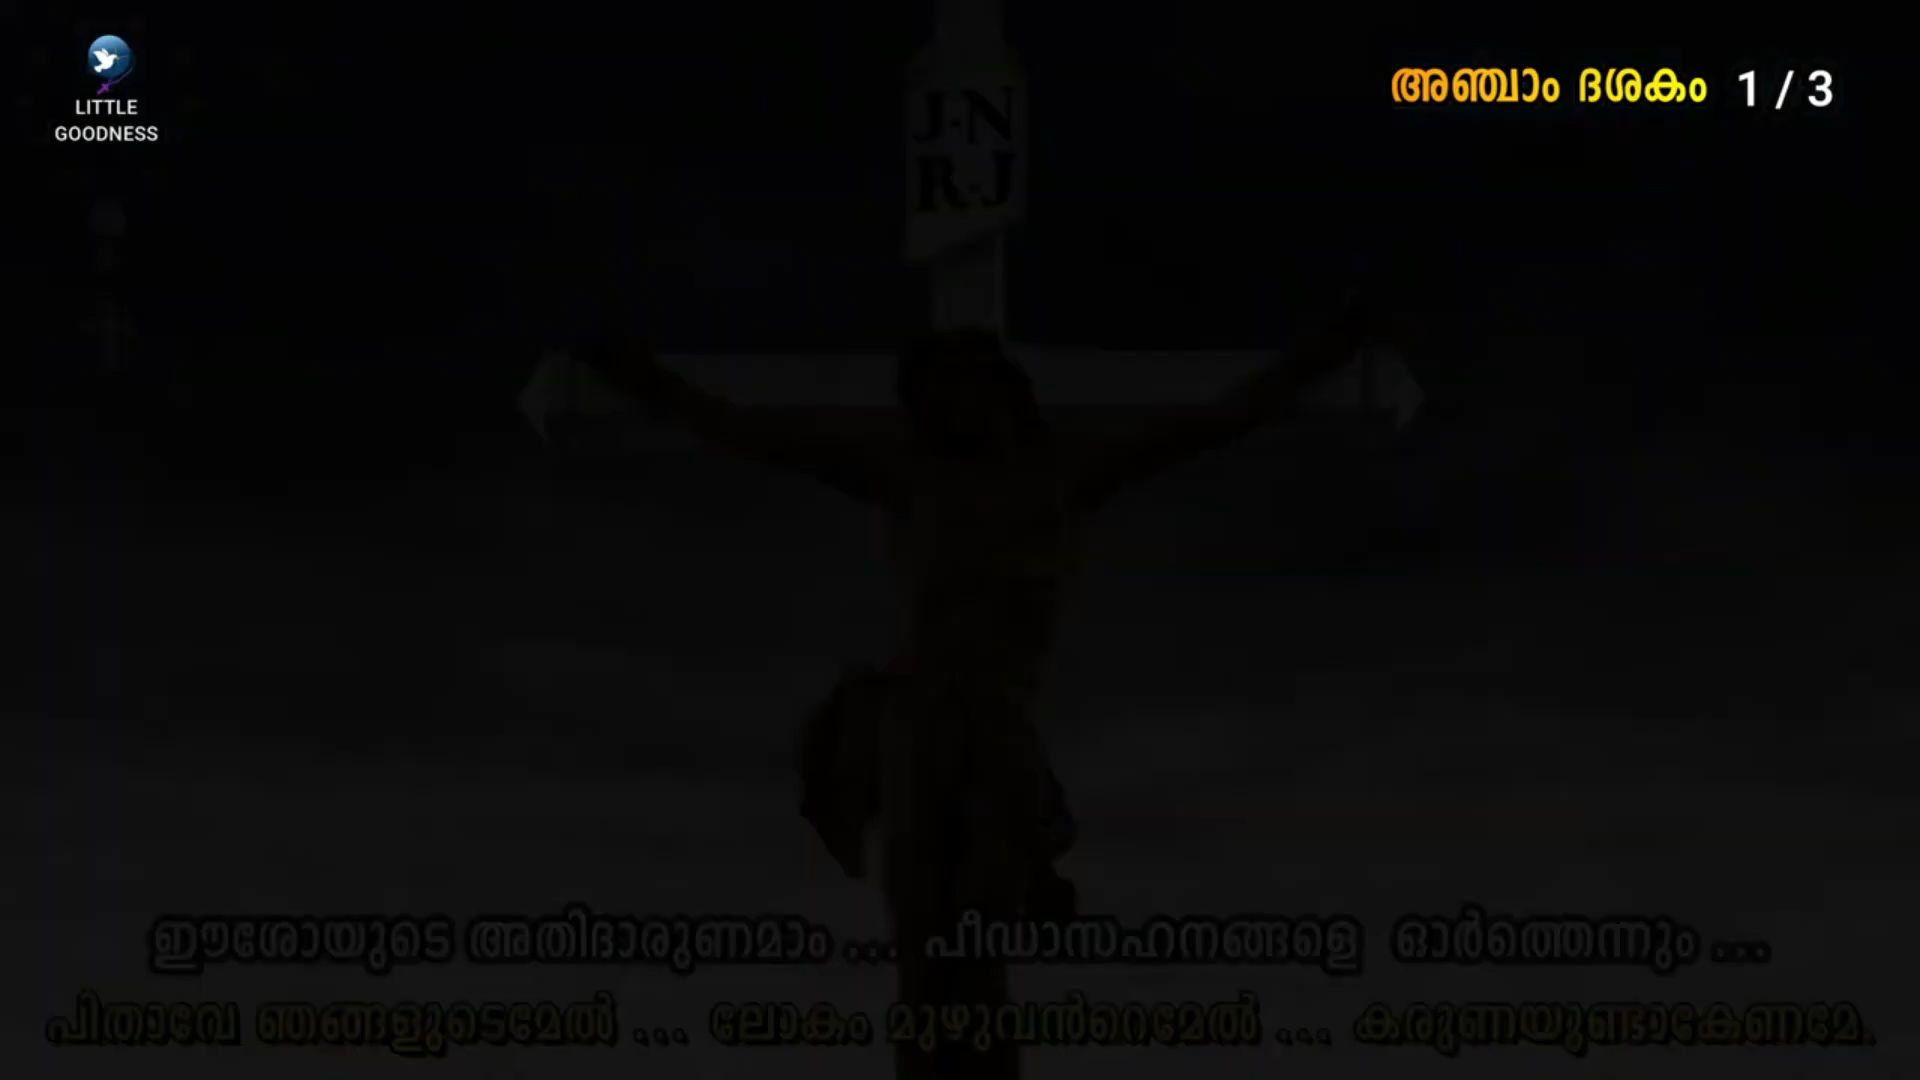 LITTLE
GOODNESS
അഞ്ചാം ദശകം 1 / 3
J·N
R·J
ഈശോയുടെ അതിദാരുണമാം ... പീഡാസഹനങ്ങളെ ഓർത്തെന്നും ...
പിതാവേ ഞങ്ങളുടെമേൽ ... ലോകം മുഴുവൻറെമേൽ ... കരുണയുണ്ടാകേണമേ.